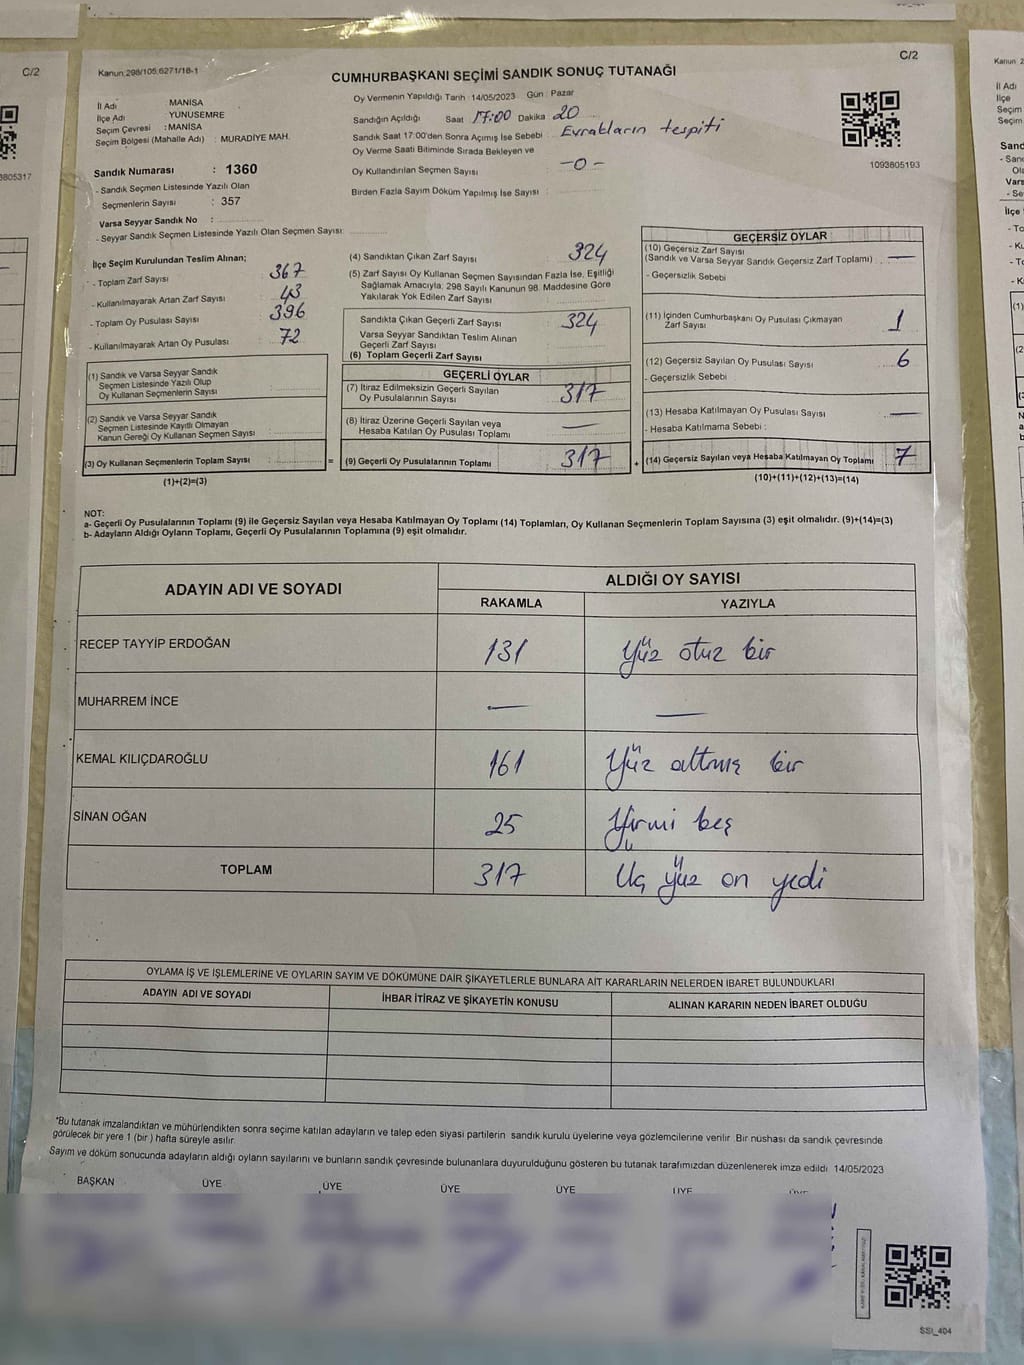 C/2
3805317
C/2
Kanun:298/105;6271/18-1
CUMHURBAŞKANI SEÇİMİ SANDIK SONUÇ TUTANAĞI
İl Adı MANİSA
İlçe Adı YUNUSEMRE
Seçim Çevresi : MANİSA
Seçim Bölgesi (Mahalle Adı) : MURADİYE MAH.
Oy Vermenin Yapıldığı Tarih 14/05/2023 Gün : Pazar
Sandığın Açıldığı Saat 17:00 Dakika 20
Sandık Saat 17:00'den Sonra Açımış İse Sebebi Evrakların tespiti
Oy Verme Saati Bitiminde Sırada Bekleyen ve
Oy Kullandırılan Seçmen Sayısı : -0-
Birden Fazla Sayım Döküm Yapılmış İse Sayısı :
1093805193
Sandık Numarası : 1360
- Sandık Seçmen Listesinde Yazılı Olan
Seçmenlerin Sayısı : 357
Varsa Seyyar Sandık No :
- Seyyar Sandık Seçmen Listesinde Yazılı Olan Seçmen Sayısı:
İlçe Seçim Kurulundan Teslim Alınan;
- Toplam Zarf Sayısı : 367
- Kullanılmayarak Artan Zarf Sayısı : 43
- Toplam Oy Pusulası Sayısı : 396
- Kullanılmayarak Artan Oy Pusulası : 72
(1) Sandık ve Varsa Seyyar Sandık
Seçmen Listesinde Yazılı Olup
Oy Kullanan Seçmenlerin Sayısı :
(2) Sandık ve Varsa Seyyar Sandık
Seçmen Listesinde Kayıtlı Olmayan
Kanun Gereği Oy Kullanan Seçmen Sayısı :
(3) Oy Kullanan Seçmenlerin Toplam Sayısı : =
(1)+(2)=(3)
(4) Sandıktan Çıkan Zarf Sayısı : 324
(5) Zarf Sayısı Oy Kullanan Seçmen Sayısından Fazla İse, Eşitliği
Sağlamak Amacıyla; 298 Sayılı Kanunun 98. Maddesine Göre
Yakılarak Yok Edilen Zarf Sayısı :
Sandıkta Çıkan Geçerli Zarf Sayısı : 324
Varsa Seyyar Sandıktan Teslim Alınan
Geçerli Zarf Sayısı :
(6) Toplam Geçerli Zarf Sayısı
GEÇERLİ OYLAR
(7) İtiraz Edilmeksizin Geçerli Sayılan
Oy Pusulalarının Sayısı : 317
(8) İtiraz Üzerine Geçerli Sayılan veya
Hesaba Katılan Oy Pusulası Toplamı : —
(9) Geçerli Oy Pusulalarının Toplamı : 317 +
GEÇERSİZ OYLAR
(10) Geçersiz Zarf Sayısı
(Sandık ve Varsa Seyyar Sandık Geçersiz Zarf Toplamı) : —
- Geçersizlik Sebebi
(11) İçinden Cumhurbaşkanı Oy Pusulası Çıkmayan
Zarf Sayısı 1
(12) Geçersiz Sayılan Oy Pusulası Sayısı : 6
- Geçersizlik Sebebi
(13) Hesaba Katılmayan Oy Pusulası Sayısı : —
- Hesaba Katılmama Sebebi :
(14) Geçersiz Sayılan veya Hesaba Katılmayan Oy Toplamı : 7
(10)+(11)+(12)+(13)=(14)
NOT:
a- Geçerli Oy Pusulalarının Toplamı (9) ile Geçersiz Sayılan veya Hesaba Katılmayan Oy Toplamı (14) Toplamları, Oy Kullanan Seçmenlerin Toplam Sayısına (3) eşit olmalıdır. (9)+(14)=(3)
b- Adayların Aldığı Oyların Toplamı, Geçerli Oy Pusulalarının Toplamına (9) eşit olmalıdır.
ADAYIN ADI VE SOYADI ALDIĞI OY SAYISI
RAKAMLA YAZIYLA
RECEP TAYYİP ERDOĞAN 131 Yüz otuz bir
MUHARREM İNCE — —
KEMAL KILIÇDAROĞLU 161 Yüz altmış bir
SİNAN OĞAN 25 Yirmi beş
TOPLAM 317 Üç yüz on yedi
OYLAMA İŞ VE İŞLEMLERİNE VE OYLARIN SAYIM VE DÖKÜMÜNE DAİR ŞİKAYETLERLE BUNLARA AİT KARARLARIN NELERDEN İBARET BULUNDUKLARI
ADAYIN ADI VE SOYADI İHBAR İTİRAZ VE ŞİKAYETİN KONUSU ALINAN KARARIN NEDEN İBARET OLDUĞU
*Bu tutanak imzalandıktan ve mühürlendikten sonra seçime katılan adayların ve talep eden siyasi partilerin sandık kurulu üyelerine veya gözlemcilerine verilir. Bir nüshası da sandık çevresinde
görülecek bir yere 1 (bir) hafta süreyle asılır.
Sayım ve döküm sonucunda adayların aldığı oyların sayılarını ve bunların sandık çevresinde bulunanlara duyurulduğunu gösteren bu tutanak tarafımızdan düzenlenerek imza edildi 14/05/2023
BAŞKAN ÜYE ÜYE ÜYE ÜYE ÜYE ÜYE
SSI_404
Kanun 2
İl Adı
İlçe
Seçim
Seçim